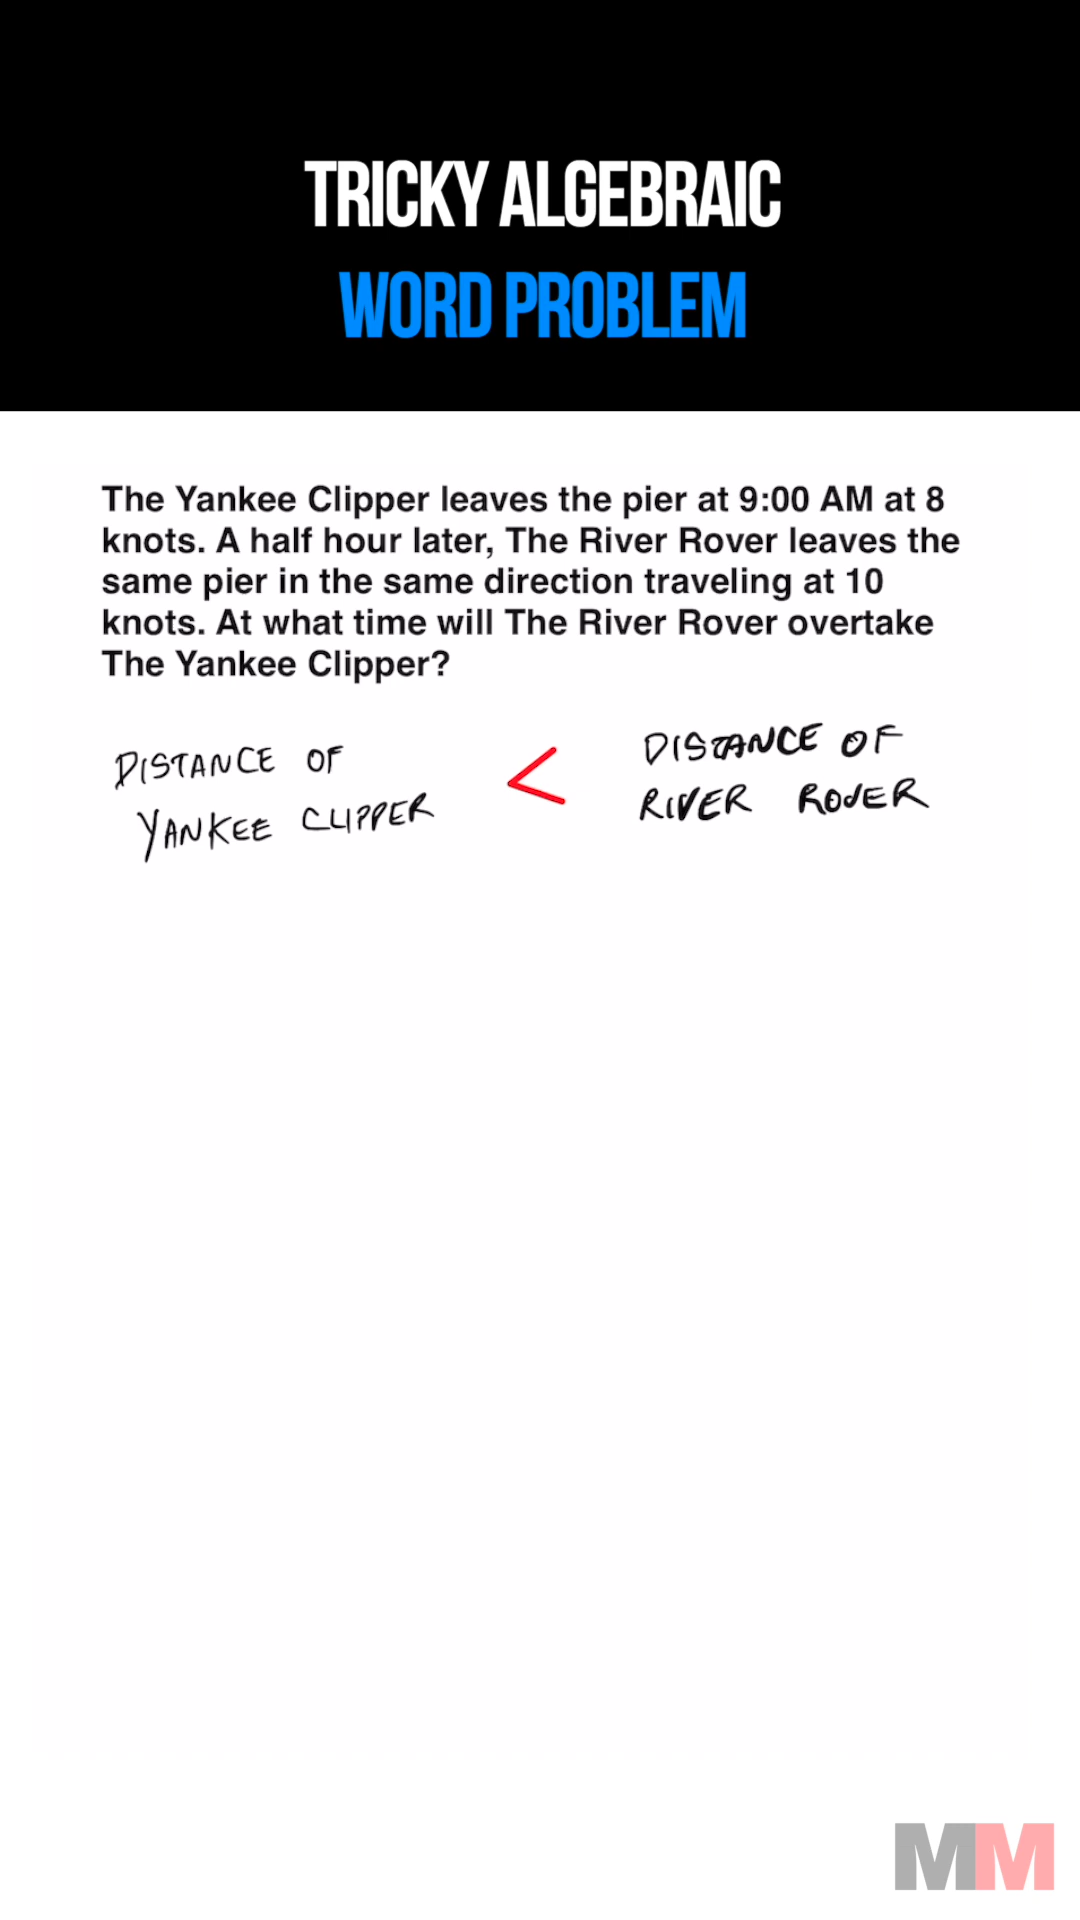 TRICKY ALGEBRAIC
WORD PROBLEM
The Yankee Clipper leaves the pier at 9:00 AM at 8
knots. A half hour later, The River Rover leaves the
same pier in the same direction traveling at 10
knots. At what time will The River Rover overtake
The Yankee Clipper?
DISTANCE OF
YANKEE CLIPPER
<
DISTANCE OF
RIVER ROVER
MM